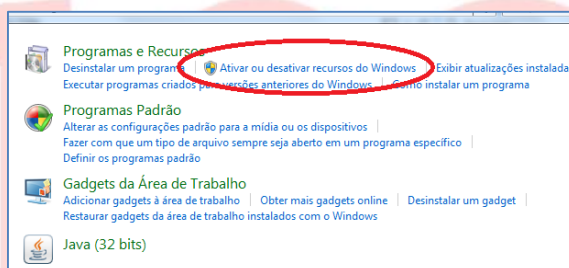 Programas e Recursos
Desinstalar um programa | Ativar ou desativar recursos do Windows | Exibir atualizações instalada
Executar programas criados para versões anteriores do Windows | Como instalar um programa
Programas Padrão
Alterar as configurações padrão para a mídia ou os dispositivos |
Fazer com que um tipo de arquivo sempre seja aberto em um programa específico |
Definir os programas padrão
Gadgets da Área de Trabalho
Adicionar gadgets à área de trabalho | Obter mais gadgets online | Desinstalar um gadget |
Restaurar gadgets da área de trabalho instalados com o Windows
Java (32 bits)